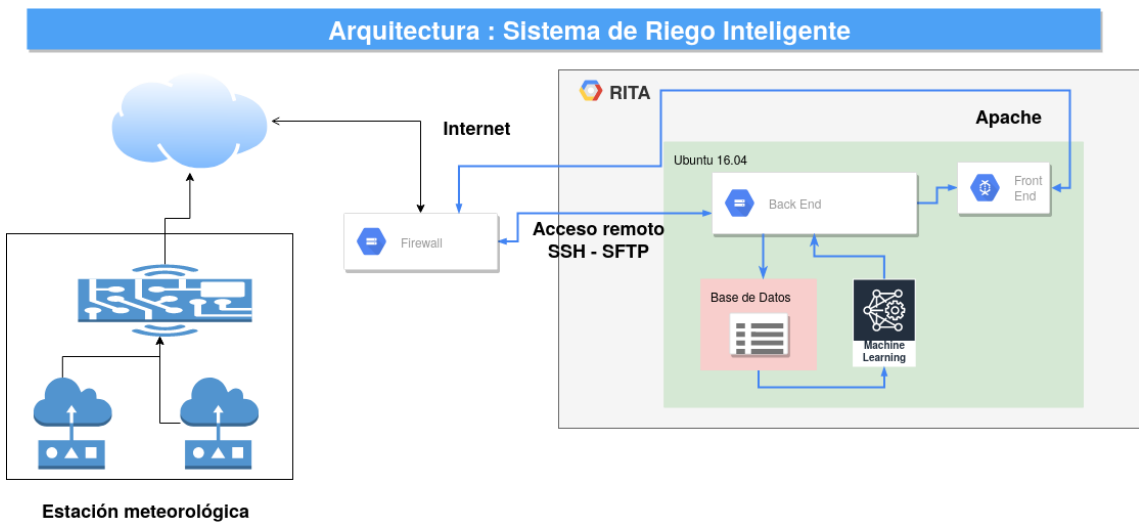 Arquitectura : Sistema de Riego Inteligente
RITA
Internet
Apache
Ubuntu 16.04
Back End
Front
End
Firewall
Acceso remoto
SSH - SFTP
Base de Datos
Machine
Learning
Estación meteorológica